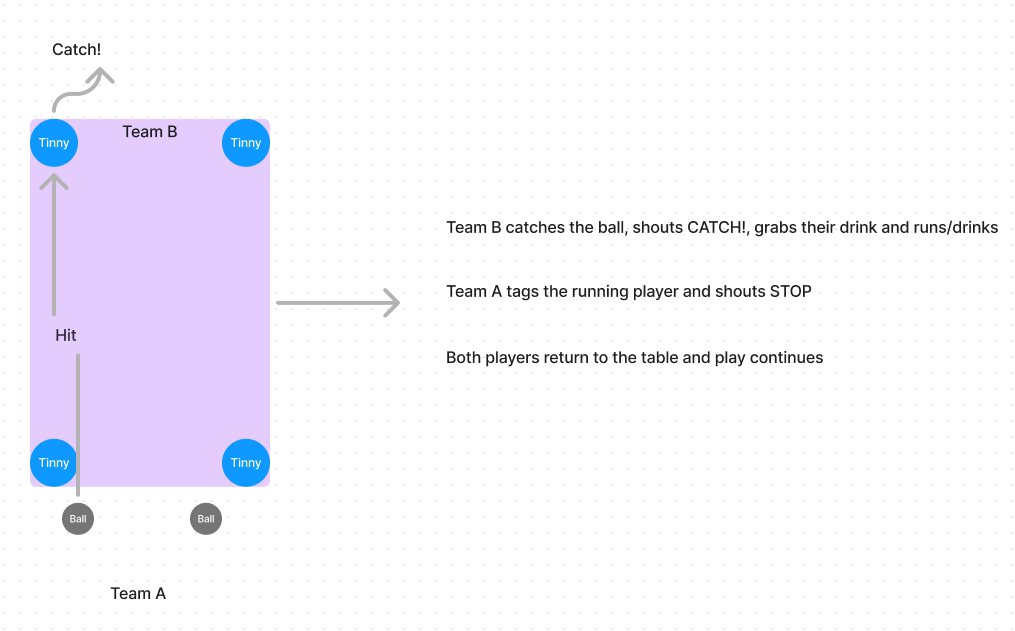 Catch!
Tinny
Team B
Tinny
Team B catches the ball, shouts CATCH!, grabs their drink and runs/drinks
Team A tags the running player and shouts STOP
Hit
Both players return to the table and play continues
Tinny
Tinny
Ball
Ball
Team A